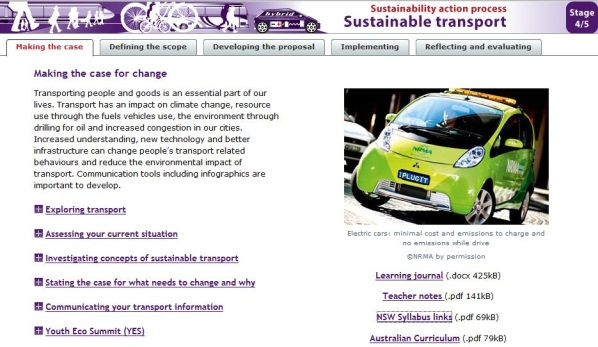 hybrid
Sustainability action process
Sustainable transport
Stage
4/5
Making the case
Defining the scope
Developing the proposal
Implementing
Reflecting and evaluating
Making the case for change
Transporting people and goods is an essential part of our
lives. Transport has an impact on climate change, resource
use through the fuels vehicles use, the environment through
drilling for oil and increased congestion in our cities.
Increased understanding, new technology and better
infrastructure can change people's transport related
behaviours and reduce the environmental impact of
transport. Communication tools including infographics are
important to develop.
Exploring transport
Assessing your current situation
Investigating concepts of sustainable transport
Stating the case for what needs to change and why
Communicating your transport information
Youth Eco Summit (YES)
NRMA
NRMA
iPLUGIT
Electric cars: minimal cost and emissions to charge and
no emissions while drive
©NRMA by permission
Learning journal (.docx 425kB)
Teacher notes (.pdf 141kB)
NSW Syllabus links (.pdf 69kB)
Australian Curriculum (.pdf 79kB)